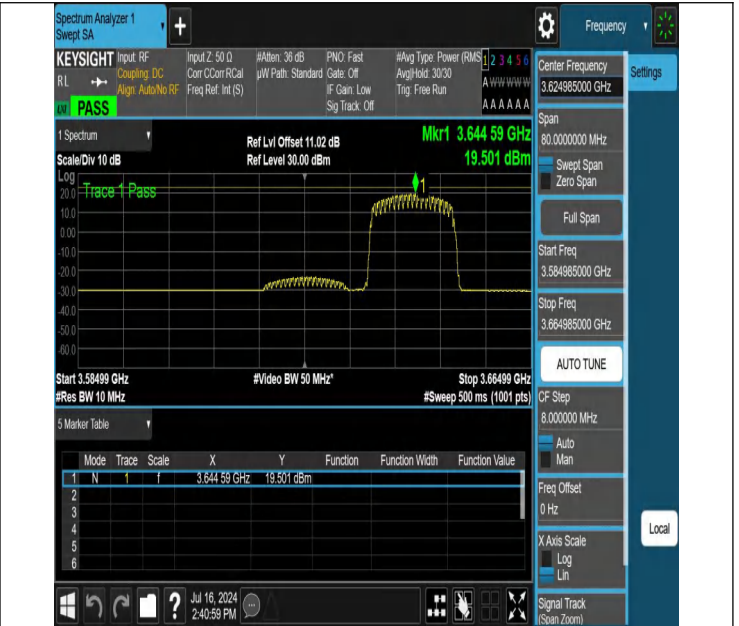 Spectrum Analyzer 1
Swept SA
+
Frequency
KEYSIGHT
RL
PASS
Input: RF
Coupling: DC
Align: Auto/No RF
Input Z: 50 Ω
Corr CCorr RCal
Freq Ref: Int (S)
#Atten: 36 dB
µW Path: Standard
PNO: Fast
Gate: Off
IF Gain: Low
Sig Track: Off
#Avg Type: Power (RMS
Avg|Hold: 30/30
Trig: Free Run
1 2 3 4 5 6
A W W W W W
A A A A A A
1 Spectrum
Scale/Div 10 dB
Ref Lvl Offset 11.02 dB
Ref Level 30.00 dBm
Mkr1 3.644 59 GHz
19.501 dBm
Log
Trace 1 Pass
1
20.0
10.0
0.00
-10.0
-20.0
-30.0
-40.0
-50.0
-60.0
Start 3.58499 GHz
#Res BW 10 MHz
#Video BW 50 MHz*
Stop 3.66499 GHz
#Sweep 500 ms (1001 pts)
5 Marker Table
Mode Trace Scale X Y Function Function Width Function Value
1 N 1 f 3.644 59 GHz 19.501 dBm
2
3
4
5
6
?
Jul 16, 2024
2:40:59 PM
Center Frequency
3.624985000 GHz
Span
80.0000000 MHz
Swept Span
Zero Span
Full Span
Start Freq
3.584985000 GHz
Stop Freq
3.664985000 GHz
AUTO TUNE
CF Step
8.000000 MHz
Auto
Man
Freq Offset
0 Hz
X Axis Scale
Log
Lin
Signal Track
(Span Zoom)
Settings
Local